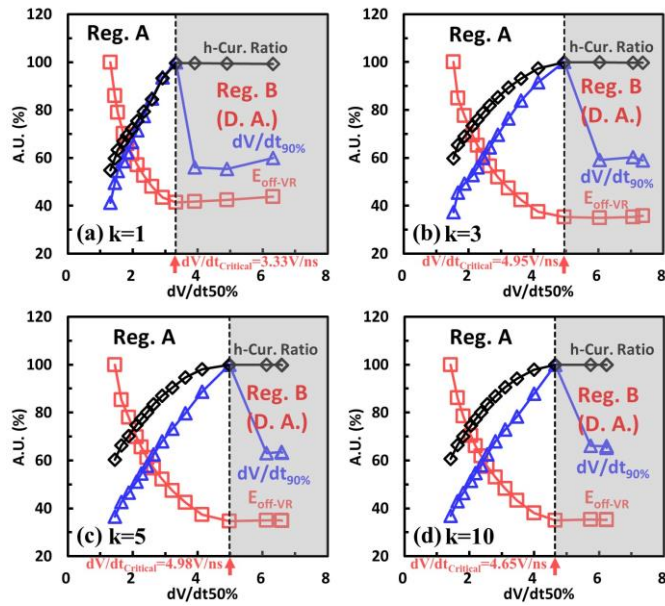 120
100
80
60
40
20
A.U. (%)
Reg. A
h-Cur. Ratio
Reg. B
(D. A.)
dV/dt90%
Eoff-VR
(a) k=1
0 2 4 6 8
dV/dtCritical=3.33V/ns
dV/dt50%
120
100
80
60
40
20
A.U. (%)
Reg. A
h-Cur. Ratio
Reg. B
(D. A.)
dV/dt90%
Eoff-VR
(b) k=3
0 2 4 6 8
dV/dtCritical=4.95V/ns
dV/dt50%
120
100
80
60
40
20
A.U. (%)
Reg. A
h-Cur. Ratio
Reg. B
(D. A.)
dV/dt90%
Eoff-VR
(c) k=5
0 2 4 6 8
dV/dtCritical=4.98V/ns
dV/dt50%
120
100
80
60
40
20
A.U. (%)
Reg. A
h-Cur. Ratio
Reg. B
(D. A.)
dV/dt90%
Eoff-VR
(d) k=10
0 2 4 6 8
dV/dtCritical=4.65V/ns
dV/dt50%